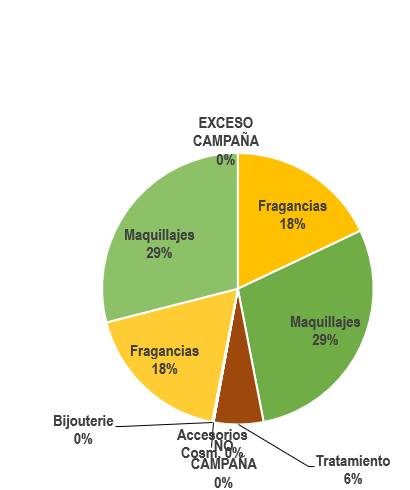 EXCESO
CAMPAÑA
0%
Fragancias
18%
Maquillajes
29%
Maquillajes
29%
Fragancias
18%
Bijouterie
0%
Accesorios
Cosm. 0%
NO
CAMPAÑA
0%
Tratamiento
6%